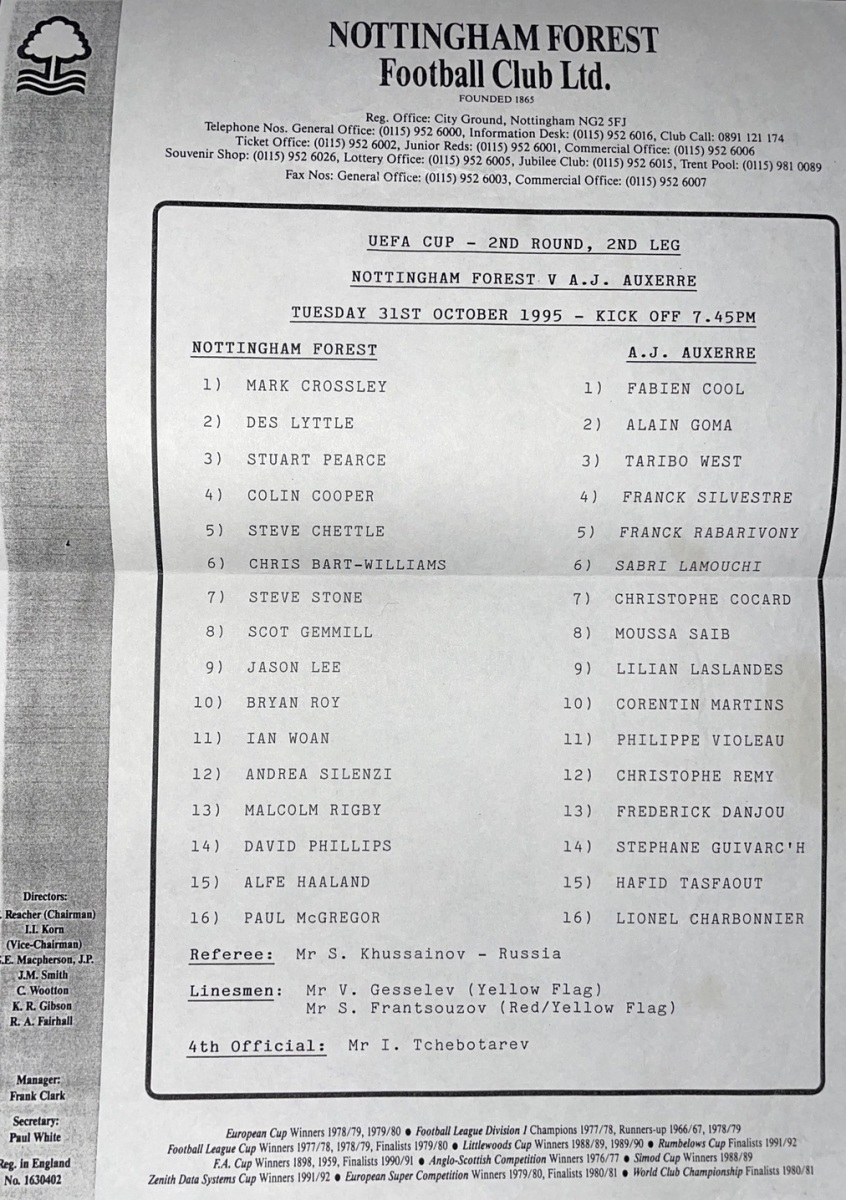 NOTTINGHAM FOREST
Football Club Ltd.
FOUNDED 1865
Reg. Office: City Ground, Nottingham NG2 5FJ
Telephone Nos. General Office: (0115) 952 6000, Information Desk: (0115) 952 6016, Club Call: 0891 121 174
Ticket Office: (0115) 952 6002, Junior Reds: (0115) 952 6001, Commercial Office: (0115) 952 6006
Souvenir Shop: (0115) 952 6026, Lottery Office: (0115) 952 6005, Jubilee Club: (0115) 952 6015, Trent Pool: (0115) 981 0089
Fax Nos: General Office: (0115) 952 6003, Commercial Office: (0115) 952 6007
UEFA CUP - 2ND ROUND, 2ND LEG
NOTTINGHAM FOREST V A.J. AUXERRE
TUESDAY 31ST OCTOBER 1995 - KICK OFF 7.45PM
NOTTINGHAM FOREST
1) MARK CROSSLEY
2) DES LYTTLE
3) STUART PEARCE
4) COLIN COOPER
5) STEVE CHETTLE
6) CHRIS BART-WILLIAMS
7) STEVE STONE
8) SCOT GEMMILL
9) JASON LEE
10) BRYAN ROY
11) IAN WOAN
12) ANDREA SILENZI
13) MALCOLM RIGBY
14) DAVID PHILLIPS
15) ALFE HAALAND
16) PAUL McGREGOR
A.J. AUXERRE
1) FABIEN COOL
2) ALAIN GOMA
3) TARIBO WEST
4) FRANCK SILVESTRE
5) FRANCK RABARIVONY
6) SABRI LAMOUCHI
7) CHRISTOPHE COCARD
8) MOUSSA SAIB
9) LILIAN LASLANDES
10) CORENTIN MARTINS
11) PHILIPPE VIOLEAU
12) CHRISTOPHE REMY
13) FREDERICK DANJOU
14) STEPHANE GUIVARC'H
15) HAFID TASFAOUT
16) LIONEL CHARBONNIER
Referee: Mr S. Khussainov - Russia
Linesmen: Mr V. Gesselev (Yellow Flag)
Mr S. Frantsouzov (Red/Yellow Flag)
4th Official: Mr I. Tchebotarev
Directors:
Reacher (Chairman)
I.I. Korn
(Vice-Chairman)
.E. Macpherson, J.P.
J.M. Smith
C. Wootton
K. R. Gibson
R. A. Fairhall
Manager:
Frank Clark
Secretary:
Paul White
Reg. in England
No. 1630402
European Cup Winners 1978/79, 1979/80 ● Football League Division 1 Champions 1977/78, Runners-up 1966/67, 1978/79
Football League Cup Winners 1977/78, 1978/79, Finalists 1979/80 ● Littlewoods Cup Winners 1988/89, 1989/90 ● Rumbelows Cup Finalists 1991/92
F.A. Cup Winners 1898, 1959, Finalists 1990/91 ● Anglo-Scottish Competition Winners 1976/77 ● Simod Cup Winners 1988/89
Zenith Data Systems Cup Winners 1991/92 ● European Super Competition Winners 1979/80, Finalists 1980/81 ● World Club Championship Finalists 1980/81